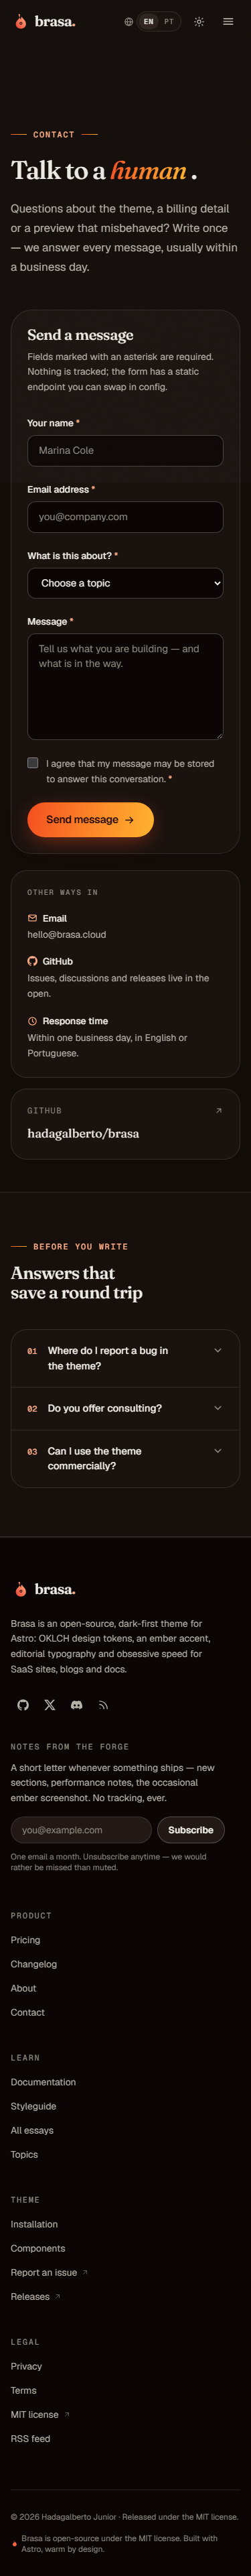 brasa.
EN PT
CONTACT
Talk to a human .
Questions about the theme, a billing detail
or a preview that misbehaved? Write once
— we answer every message, usually within
a business day.
Send a message
Fields marked with an asterisk are required.
Nothing is tracked; the form has a static
endpoint you can swap in config.
Your name *
Marina Cole
Email address *
you@company.com
What is this about? *
Choose a topic
Message *
Tell us what you are building — and
what is in the way.
I agree that my message may be stored
to answer this conversation. *
Send message →
OTHER WAYS IN
Email
hello@brasa.cloud
GitHub
Issues, discussions and releases live in the
open.
Response time
Within one business day, in English or
Portuguese.
GITHUB ↗
hadagalberto/brasa
BEFORE YOU WRITE
Answers that
save a round trip
01 Where do I report a bug in
the theme?
02 Do you offer consulting?
03 Can I use the theme
commercially?
brasa.
Brasa is an open-source, dark-first theme for
Astro: OKLCH design tokens, an ember accent,
editorial typography and obsessive speed for
SaaS sites, blogs and docs.
NOTES FROM THE FORGE
A short letter whenever something ships — new
sections, performance notes, the occasional
ember shortcut. No tracking, ever.
you@example.com
Subscribe
One email a month. Unsubscribe anytime — we would
rather be missed than muted.
PRODUCT
Pricing
Changelog
About
Contact
LEARN
Documentation
Styleguide
All essays
Topics
THEME
Installation
Components
Report an issue ↗
Releases ↗
LEGAL
Privacy
Terms
MIT license ↗
RSS feed
© 2026 Hadagalberto Junior · Released under the MIT license.
Brasa is open-source under the MIT license. Built with
Astro, warm by design.